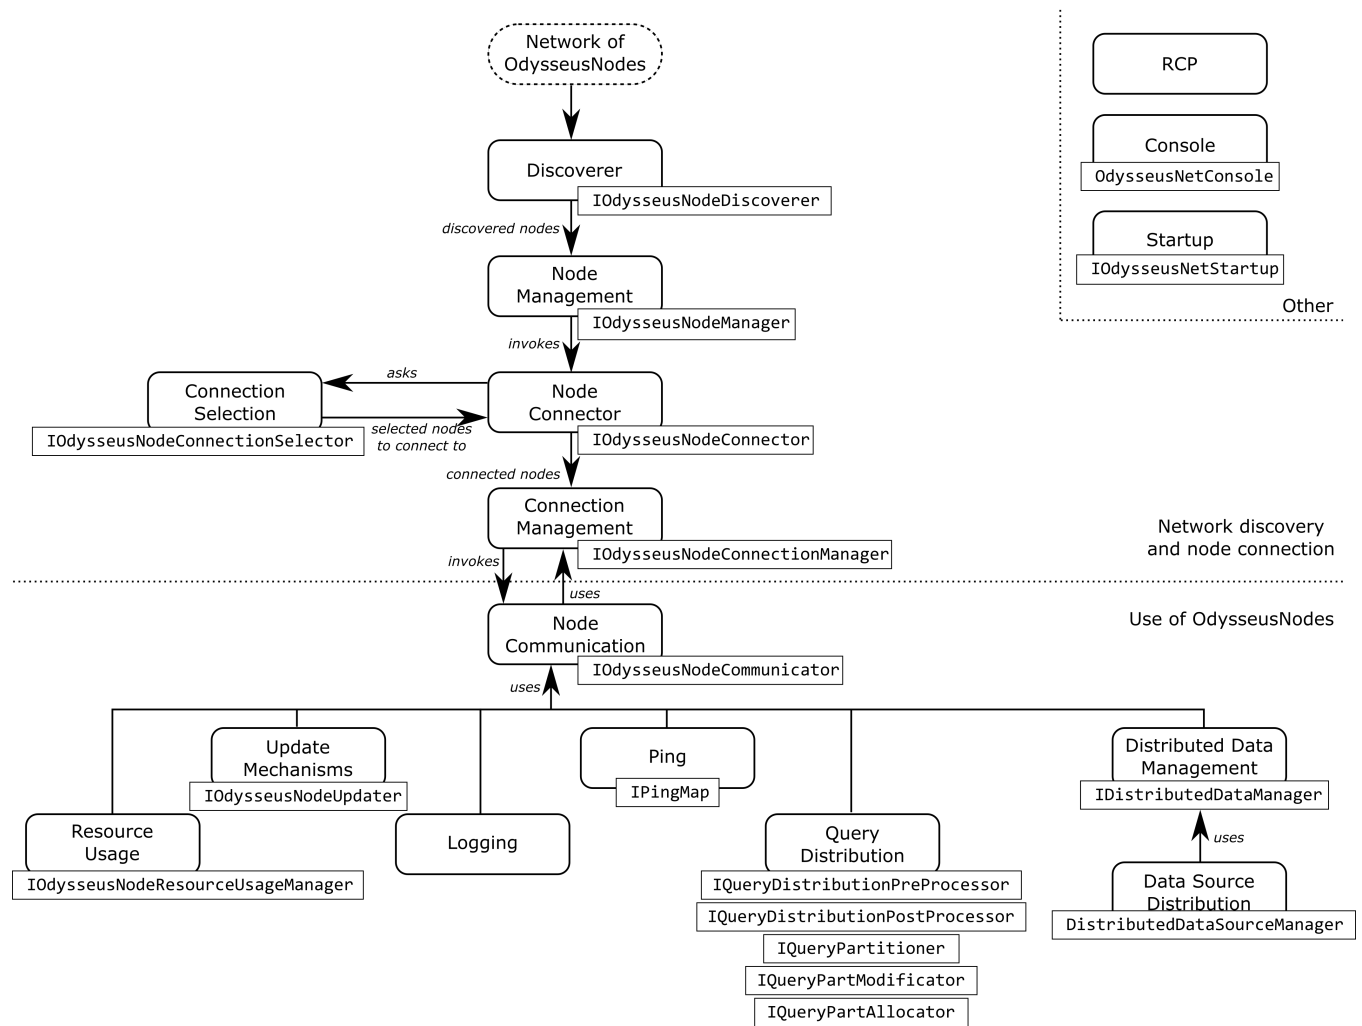 Network of
OdysseusNodes
RCP
Console
OdysseusNetConsole
Startup
IOdysseusNetStartup
Other
Discoverer
IOdysseusNodeDiscoverer
discovered nodes
Node
Management
IOdysseusNodeManager
invokes
asks
Connection
Selection
IOdysseusNodeConnectionSelector
selected nodes
to connect to
Node
Connector
IOdysseusNodeConnector
connected nodes
Connection
Management
IOdysseusNodeConnectionManager
Network discovery
and node connection
invokes
uses
Use of OdysseusNodes
Node
Communication
IOdysseusNodeCommunicator
uses
Update
Mechanisms
IOdysseusNodeUpdater
Ping
IPingMap
Distributed Data
Management
IDistributedDataManager
Resource
Usage
IOdysseusNodeResourceUsageManager
Logging
Query
Distribution
IQueryDistributionPreProcessor
IQueryDistributionPostProcessor
IQueryPartitioner
IQueryPartModificator
IQueryPartAllocator
uses
Data Source
Distribution
DistributedDataSourceManager